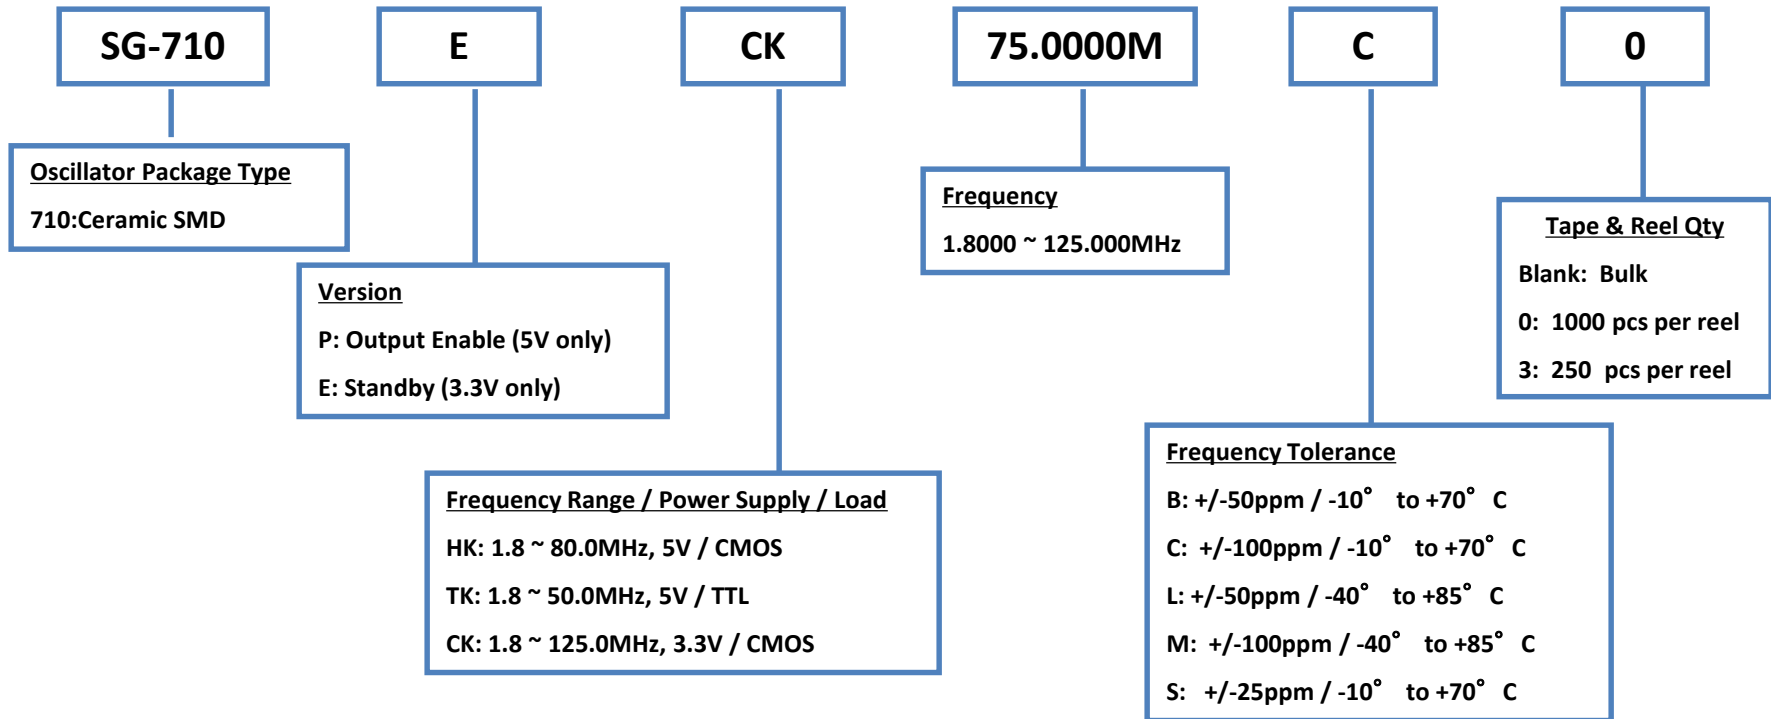 SG-710
E
CK
75.0000M
C
0
Oscillator Package Type
710:Ceramic SMD
Version
P: Output Enable (5V only)
E: Standby (3.3V only)
Frequency Range / Power Supply / Load
HK: 1.8 ~ 80.0MHz, 5V / CMOS
TK: 1.8 ~ 50.0MHz, 5V / TTL
CK: 1.8 ~ 125.0MHz, 3.3V / CMOS
Frequency
1.8000 ~ 125.000MHz
Frequency Tolerance
B: +/-50ppm / -10° to +70° C
C: +/-100ppm / -10° to +70° C
L: +/-50ppm / -40° to +85° C
M: +/-100ppm / -40° to +85° C
S: +/-25ppm / -10° to +70° C
Tape & Reel Qty
Blank: Bulk
0: 1000 pcs per reel
3: 250 pcs per reel